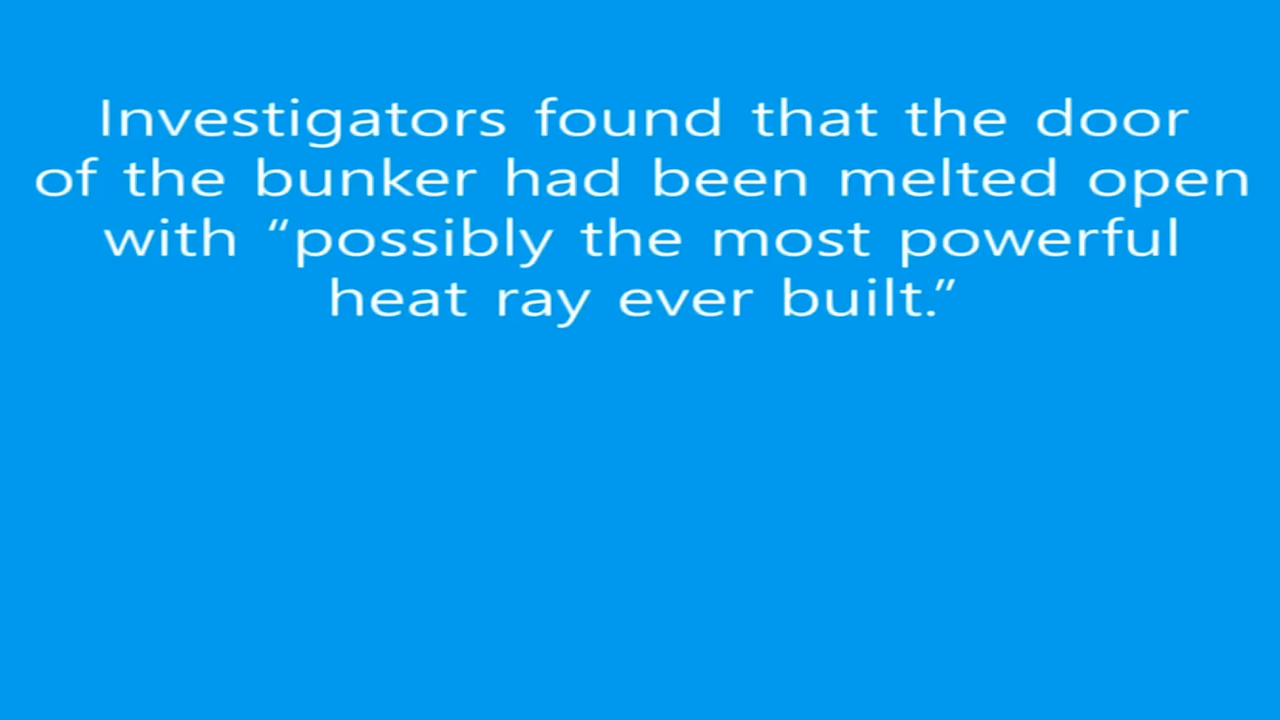 Investigators found that the door
of the bunker had been melted open
with “possibly the most powerful
heat ray ever built.”